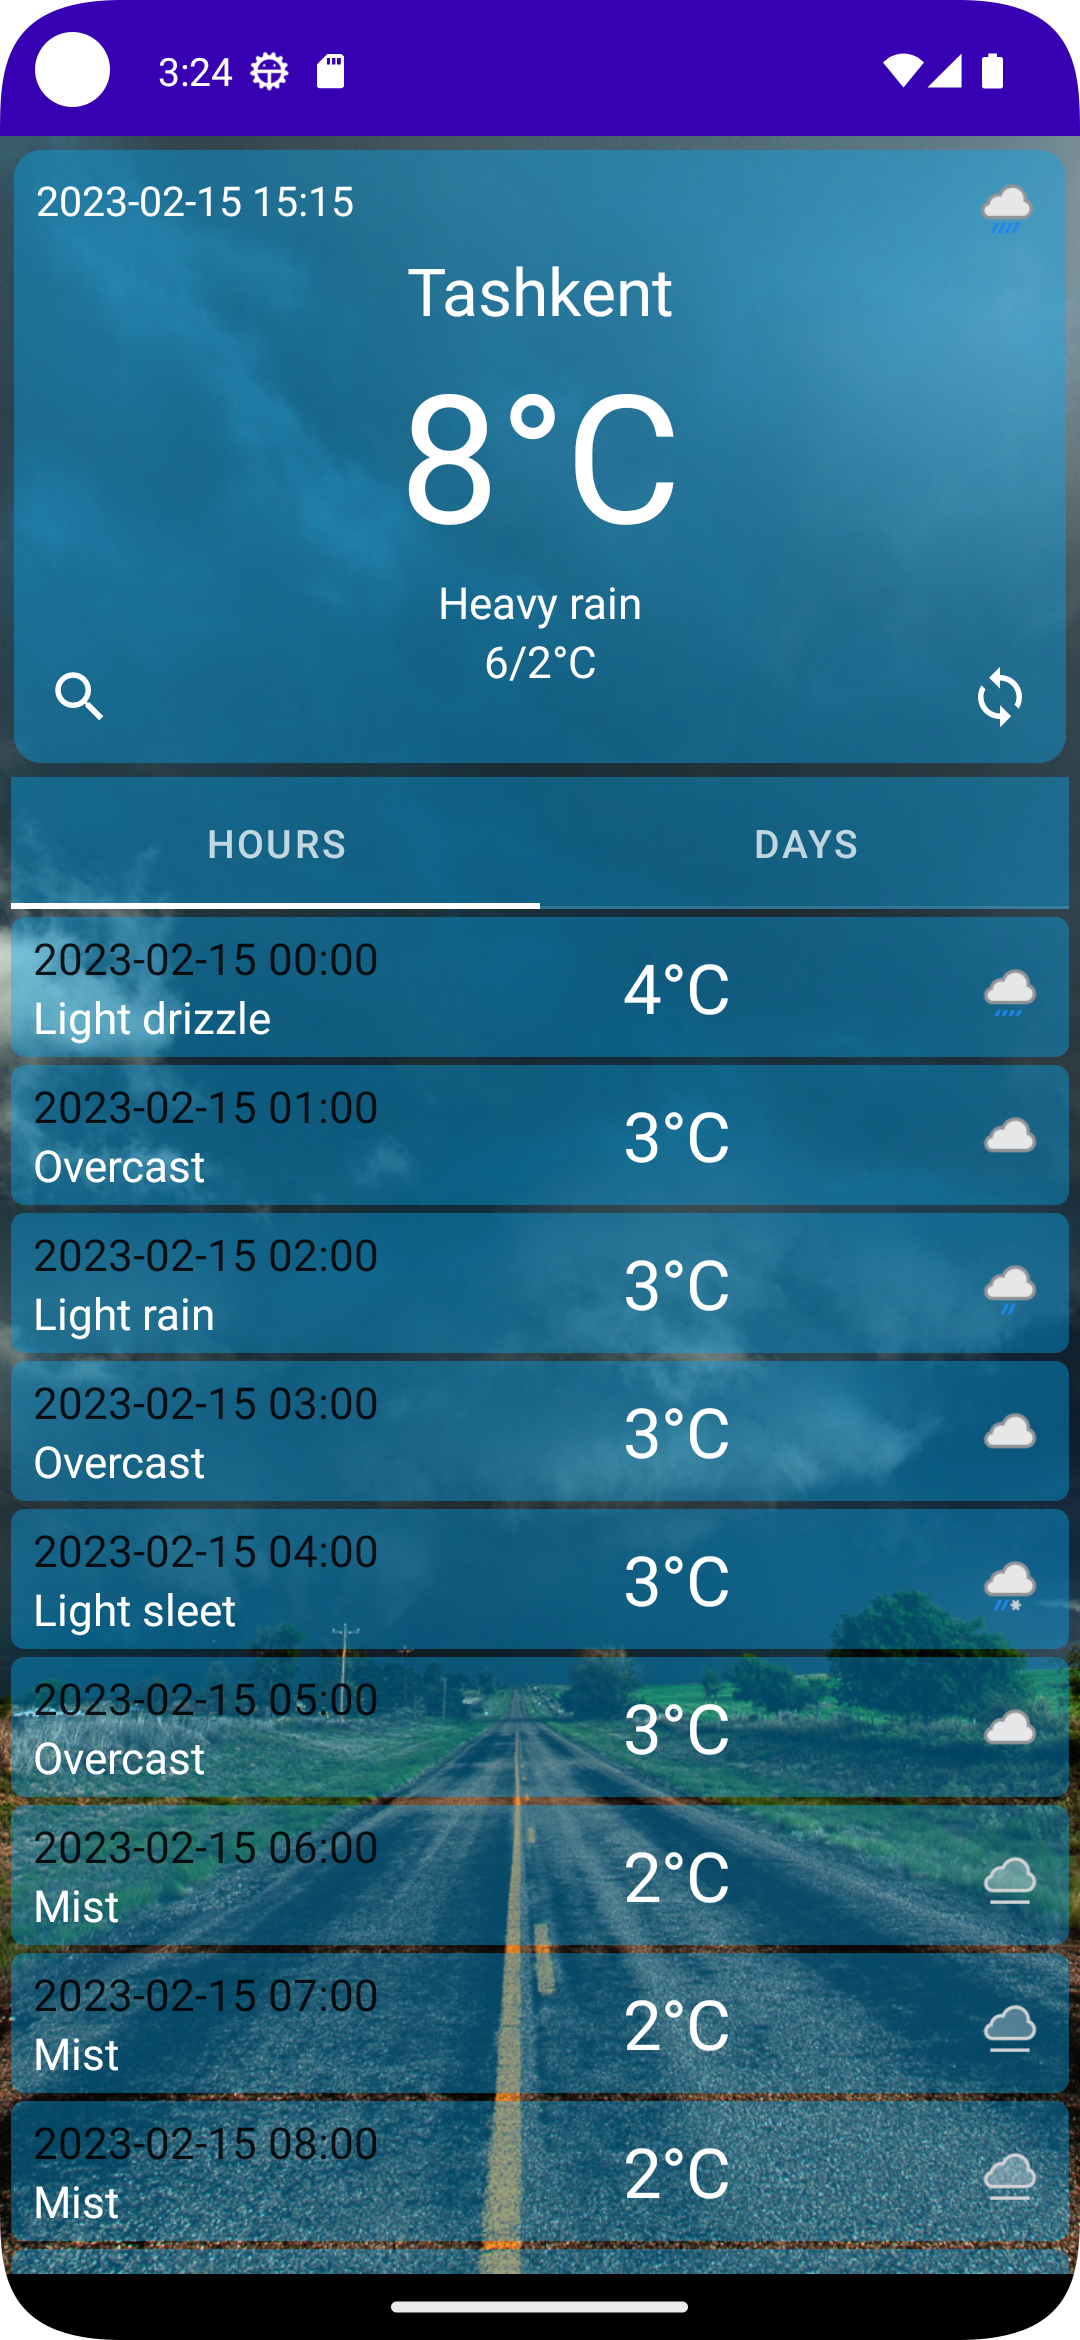 3:24
2023-02-15 15:15
Tashkent
8°C
Heavy rain
6/2°C
HOURS DAYS
2023-02-15 00:00
Light drizzle
4°C
2023-02-15 01:00
Overcast
3°C
2023-02-15 02:00
Light rain
3°C
2023-02-15 03:00
Overcast
3°C
2023-02-15 04:00
Light sleet
3°C
2023-02-15 05:00
Overcast
3°C
2023-02-15 06:00
Mist
2°C
2023-02-15 07:00
Mist
2°C
2023-02-15 08:00
Mist
2°C